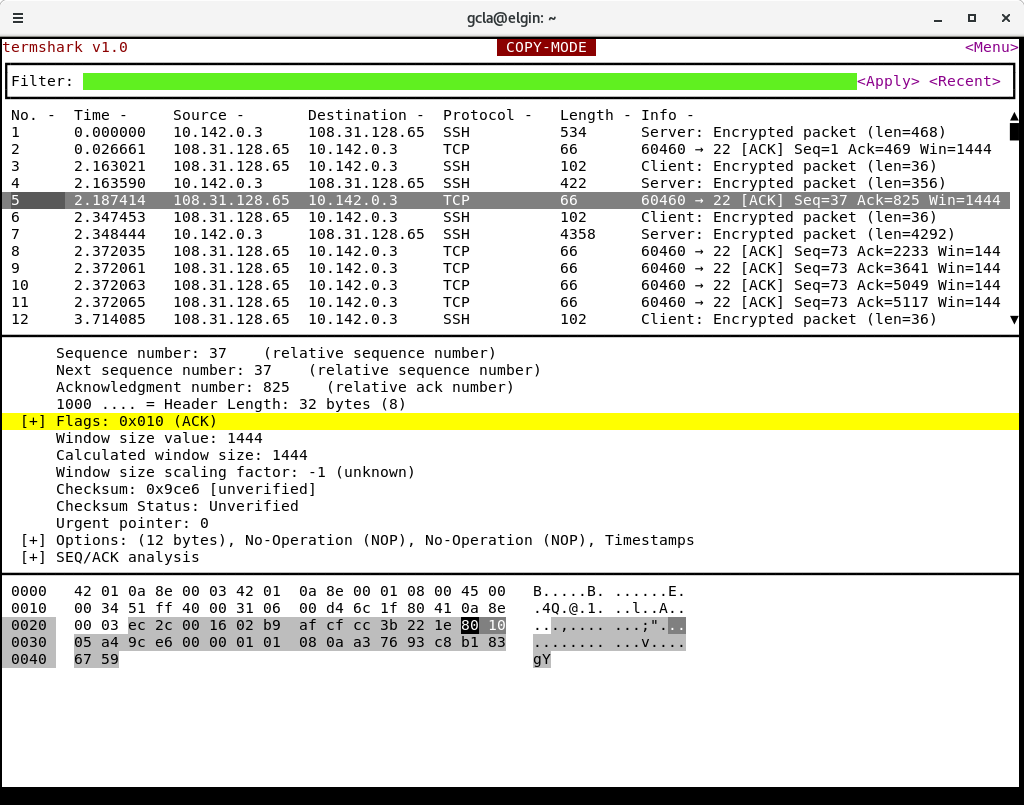 gcla@elgin: ~
termshark v1.0 COPY-MODE <Menu>
Filter: <Apply> <Recent>
No. - Time - Source - Destination - Protocol - Length - Info -
1 0.000000 10.142.0.3 108.31.128.65 SSH 534 Server: Encrypted packet (len=468)
2 0.026661 108.31.128.65 10.142.0.3 TCP 66 60460 → 22 [ACK] Seq=1 Ack=469 Win=1444
3 2.163021 108.31.128.65 10.142.0.3 SSH 102 Client: Encrypted packet (len=36)
4 2.163590 10.142.0.3 108.31.128.65 SSH 422 Server: Encrypted packet (len=356)
5 2.187414 108.31.128.65 10.142.0.3 TCP 66 60460 → 22 [ACK] Seq=37 Ack=825 Win=1444
6 2.347453 108.31.128.65 10.142.0.3 SSH 102 Client: Encrypted packet (len=36)
7 2.348444 10.142.0.3 108.31.128.65 SSH 4358 Server: Encrypted packet (len=4292)
8 2.372035 108.31.128.65 10.142.0.3 TCP 66 60460 → 22 [ACK] Seq=73 Ack=2233 Win=144
9 2.372061 108.31.128.65 10.142.0.3 TCP 66 60460 → 22 [ACK] Seq=73 Ack=3641 Win=144
10 2.372063 108.31.128.65 10.142.0.3 TCP 66 60460 → 22 [ACK] Seq=73 Ack=5049 Win=144
11 2.372065 108.31.128.65 10.142.0.3 TCP 66 60460 → 22 [ACK] Seq=73 Ack=5117 Win=144
12 3.714085 108.31.128.65 10.142.0.3 SSH 102 Client: Encrypted packet (len=36)
Sequence number: 37 (relative sequence number)
Next sequence number: 37 (relative sequence number)
Acknowledgment number: 825 (relative ack number)
1000 .... = Header Length: 32 bytes (8)
[+] Flags: 0x010 (ACK)
Window size value: 1444
Calculated window size: 1444
Window size scaling factor: -1 (unknown)
Checksum: 0x9ce6 [unverified]
Checksum Status: Unverified
Urgent pointer: 0
[+] Options: (12 bytes), No-Operation (NOP), No-Operation (NOP), Timestamps
[+] SEQ/ACK analysis
0000 42 01 0a 8e 00 03 42 01 0a 8e 00 01 08 00 45 00 B.....B. ......E.
0010 00 34 51 ff 40 00 31 06 00 d4 6c 1f 80 41 0a 8e .4Q.@.1. ..l..A..
0020 00 03 ec 2c 00 16 02 b9 af cf cc 3b 22 1e 80 10 ...,.... ...;"...
0030 05 a4 9c e6 00 00 01 01 08 0a a3 76 93 c8 b1 83 ........ ...v....
0040 67 59 gY